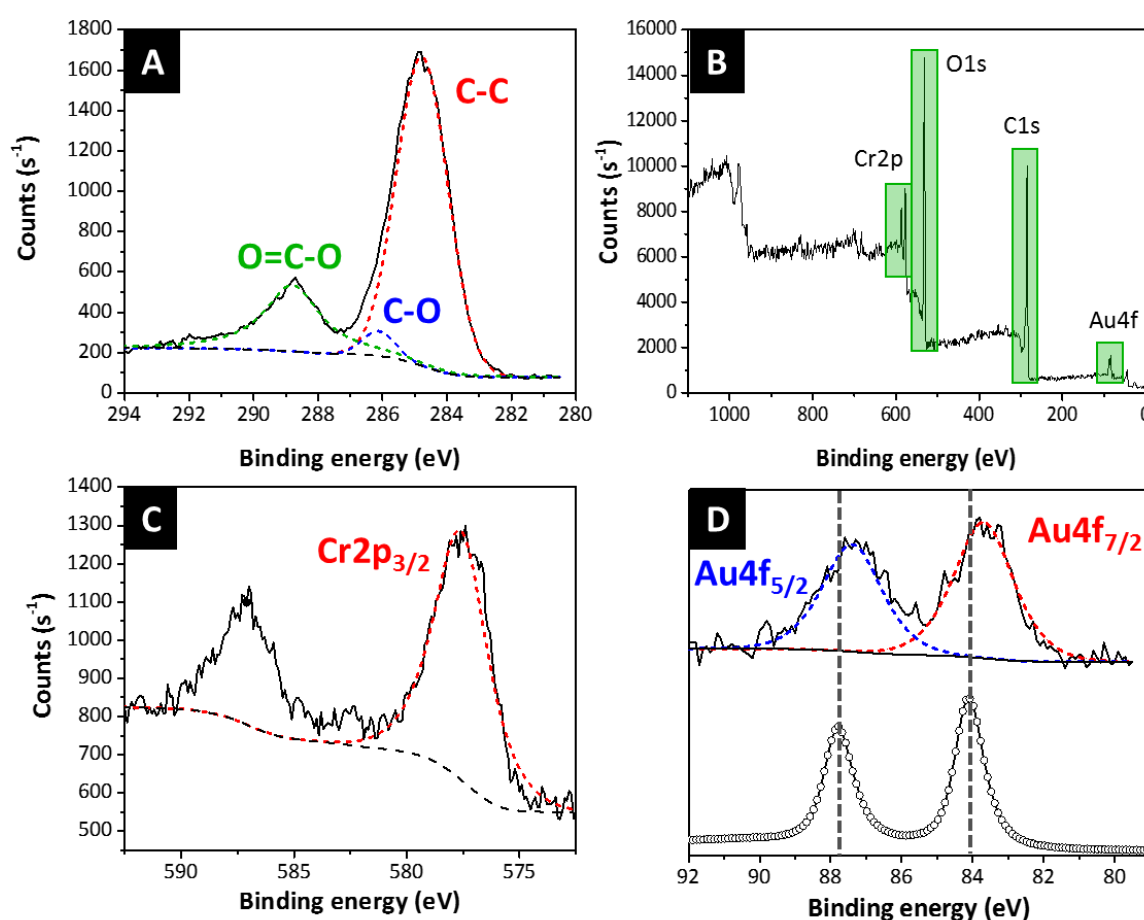 A
C-C
O=C-O
C-O
1800
1600
1400
1200
1000
800
600
400
200
0
294 292 290 288 286 284 282 280
Counts (s⁻¹)
Binding energy (eV)
B
O1s
C1s
Cr2p
Au4f
16000
14000
12000
10000
8000
6000
4000
2000
0
1000 800 600 400 200 0
Counts (s⁻¹)
Binding energy (eV)
C
Cr2p3/2
1400
1300
1200
1100
1000
900
800
700
600
500
590 585 580 575
Counts (s⁻¹)
Binding energy (eV)
D
Au4f7/2
Au4f5/2
92 90 88 86 84 82 80
Binding energy (eV)